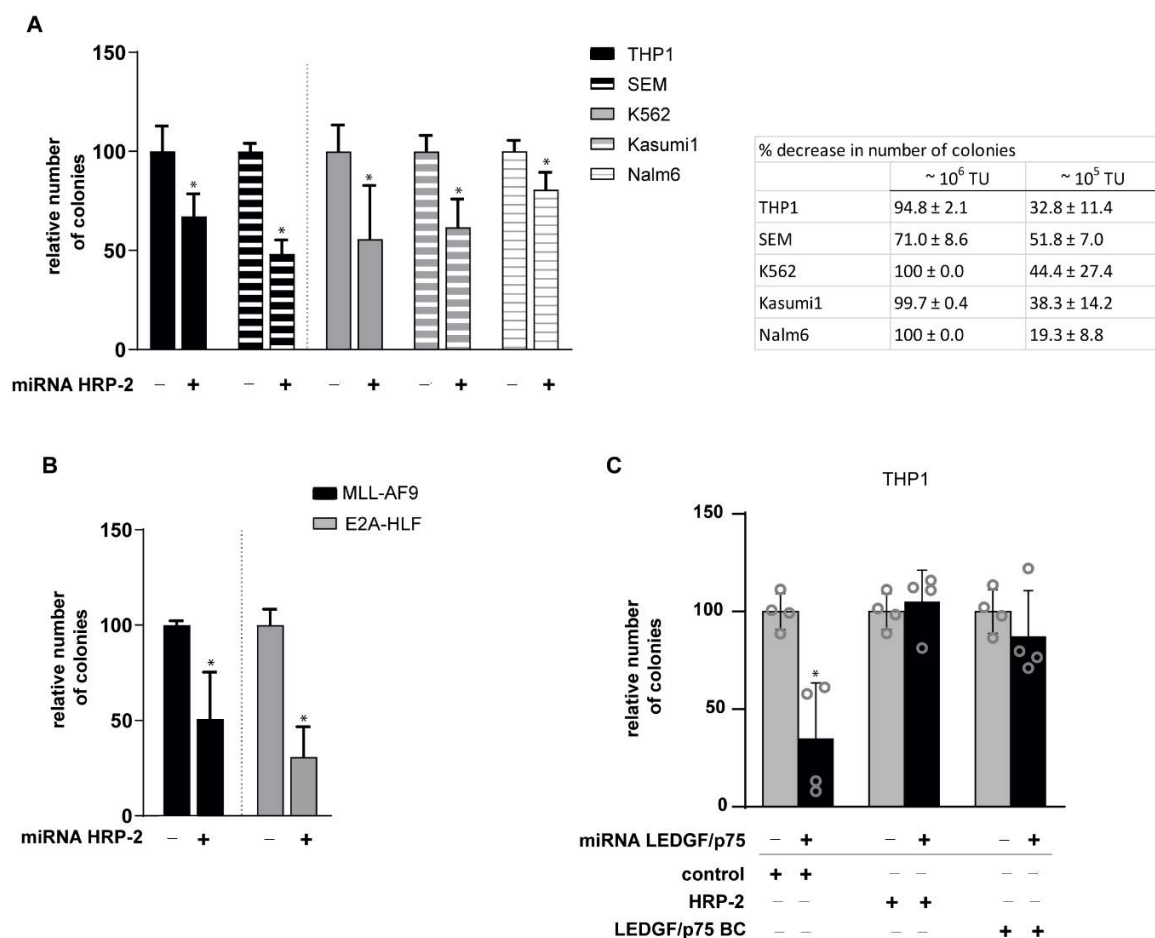 A
150
100
50
0
relative number
of colonies
* * * * *
miRNA HRP-2 – + – + – + – + – +
THP1
SEM
K562
Kasumi1
Nalm6
% decrease in number of colonies
~ 10⁶ TU ~ 10⁵ TU
THP1 94.8 ± 2.1 32.8 ± 11.4
SEM 71.0 ± 8.6 51.8 ± 7.0
K562 100 ± 0.0 44.4 ± 27.4
Kasumi1 99.7 ± 0.4 38.3 ± 14.2
Nalm6 100 ± 0.0 19.3 ± 8.8
B
MLL-AF9
E2A-HLF
150
100
50
0
relative number
of colonies
* *
miRNA HRP-2 – + – +
C
THP1
150
100
50
0
relative number
of colonies
*
miRNA LEDGF/p75 – + – + – +
control + + – – – –
HRP-2 – – + + – –
LEDGF/p75 BC – – – – + +